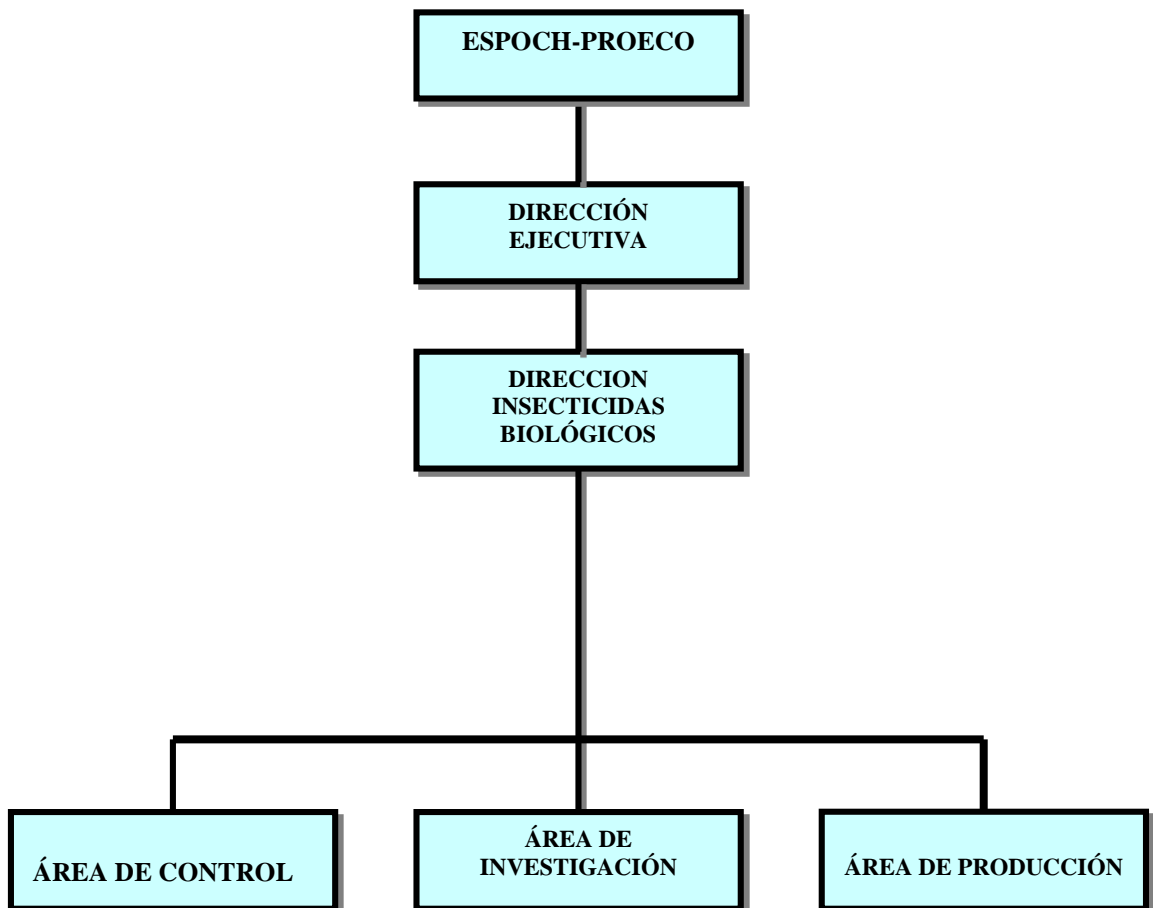 ESPOCH-PROECO
DIRECCIÓN
EJECUTIVA
DIRECCION
INSECTICIDAS
BIOLÓGICOS
ÁREA DE CONTROL
ÁREA DE
INVESTIGACIÓN
ÁREA DE PRODUCCIÓN